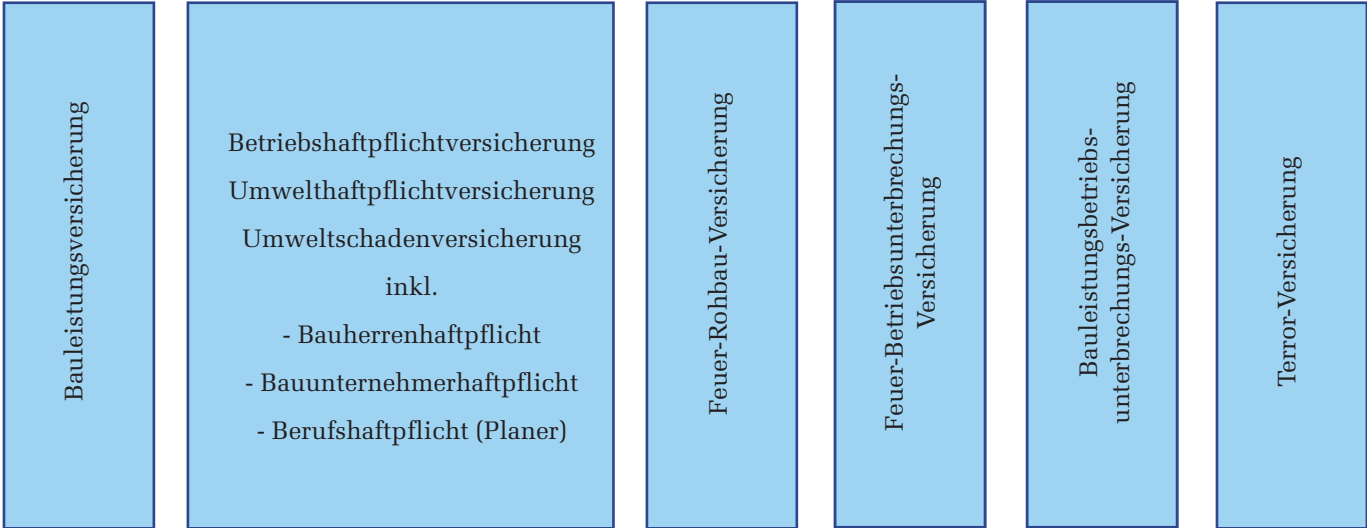 Bauleistungsversicherung
Betriebshaftpflichtversicherung
Umwelthaftpflichtversicherung
Umweltschadenversicherung
inkl.
- Bauherrenhaftpflicht
- Bauunternehmerhaftpflicht
- Berufshaftpflicht (Planer)
Feuer-Rohbau-Versicherung
Feuer-Betriebsunterbrechungs-
Versicherung
Bauleistungsbetriebs-
unterbrechungs-Versicherung
Terror-Versicherung